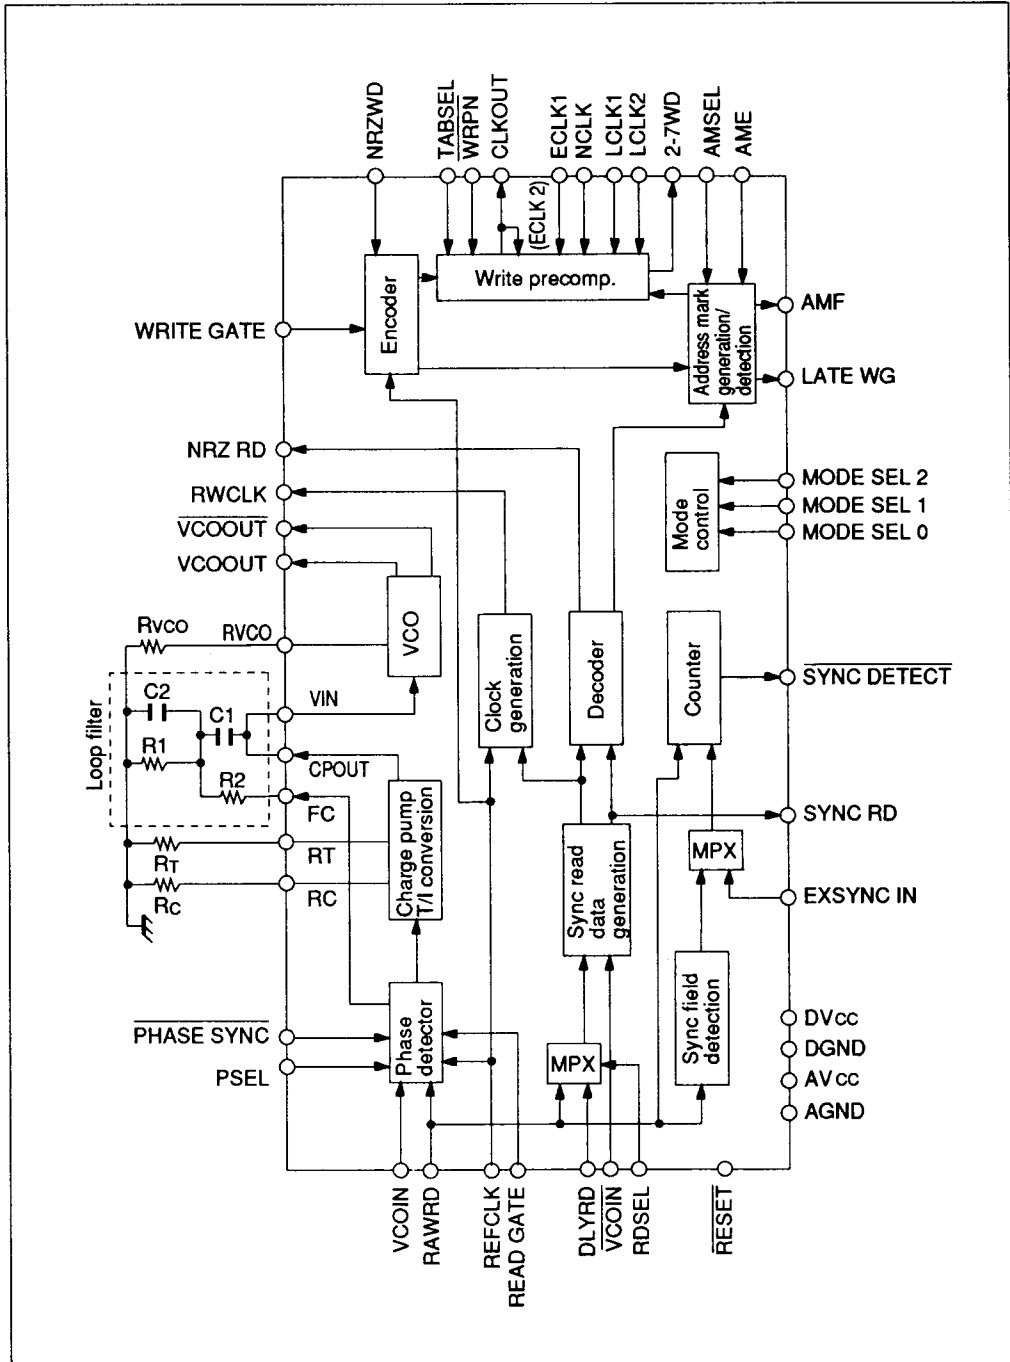 NRZWD
TABSEL
WRPN
CLKOUT
ECLK1
NCLK
LCLK1
LCLK2
2-7WD
AMSEL
AME
(ECLK 2)
Write precomp.
Encoder
Address mark
generation/
detection
AMF
WRITE GATE
LATE WG
NRZ RD
RWCLK
VCOOUT
VCOOUT
Mode
control
MODE SEL 2
MODE SEL 1
MODE SEL 0
RVCO
RVCO
VCO
Clock
generation
Decoder
Counter
SYNC DETECT
Loop filter
C2
C1
R1
R2
VIN
CPOUT
FC
RT
RT
RC
RC
Charge pump
T/I conversion
Sync read
data
generation
MPX
SYNC RD
EXSYNC IN
Sync field
detection
PHASE SYNC
PSEL
Phase
detector
MPX
DVCC
DGND
AVCC
AGND
VCOIN
RAWRD
REFCLK
READ GATE
DLYRD
VCOIN
RDSEL
RESET